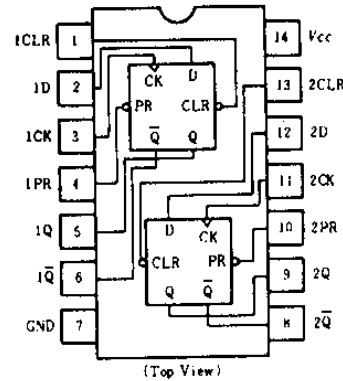 1CLR 1 14 Vcc
CK D
1D 2 13 2CLR
PR CLR
12 2D
1CK 3
Q̅ Q
11 2CK
1PR 4
D CK
1Q 5 10 2PR
CLR PR
1Q̅ 6 9 2Q
Q Q̅
GND 7 8 2Q̅
(Top View)